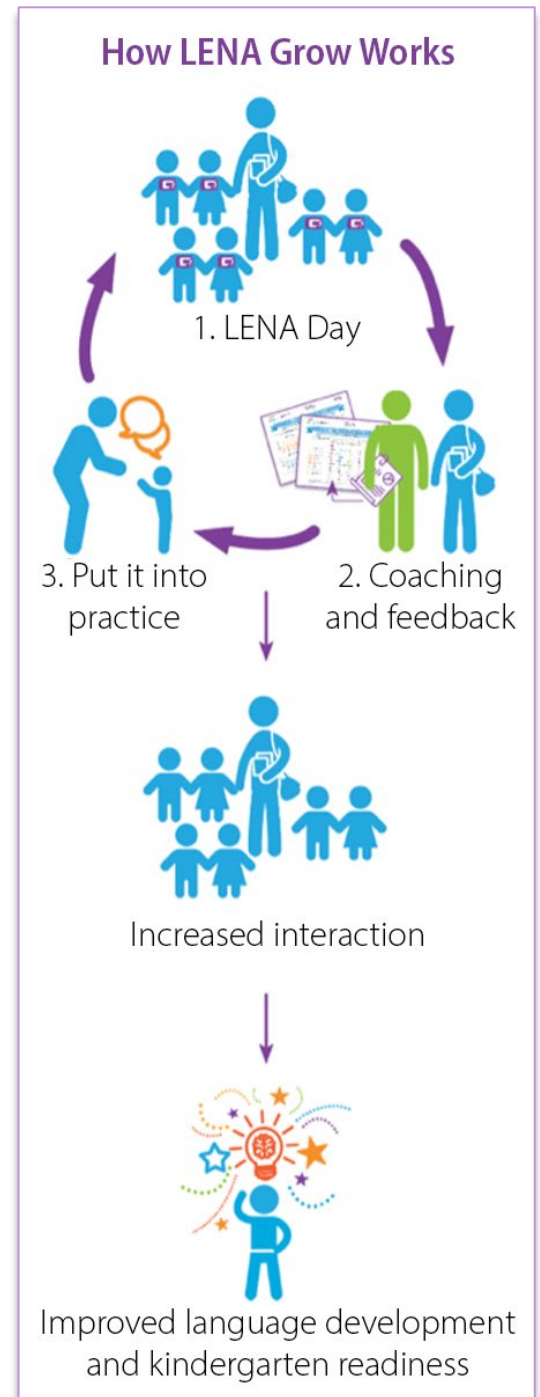 How LENA Grow Works
1. LENA Day
3. Put it into
practice
2. Coaching
and feedback
Increased interaction
Improved language development
and kindergarten readiness